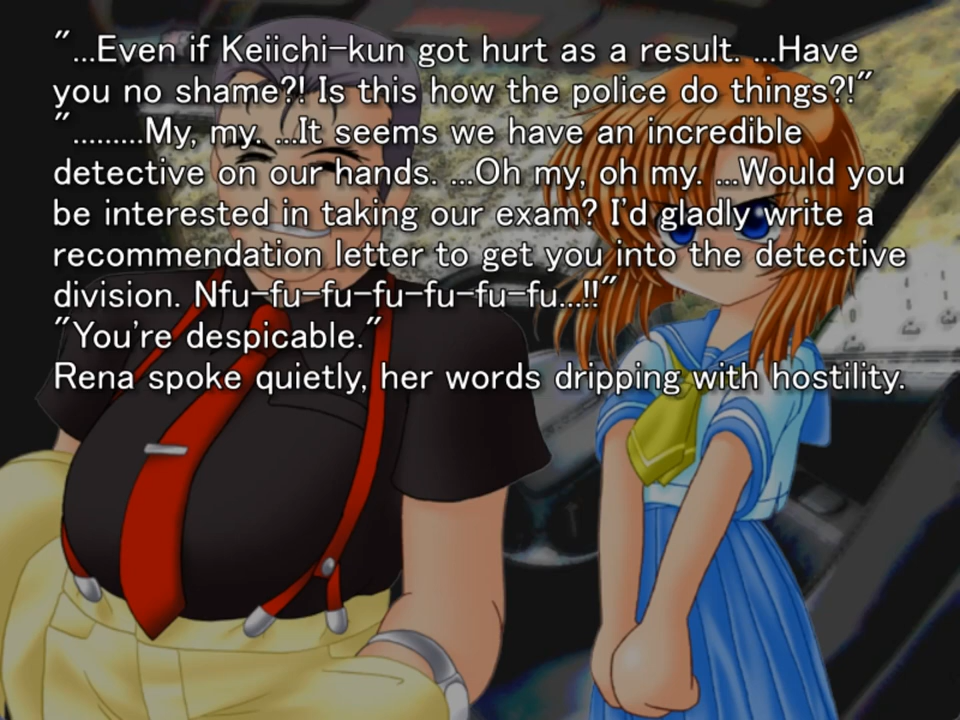 "...Even if Keiichi-kun got hurt as a result. ...Have
you no shame?! Is this how the police do things?!"
".........My, my. ...It seems we have an incredible
detective on our hands. ...Oh my, oh my. ...Would you
be interested in taking our exam? I'd gladly write a
recommendation letter to get you into the detective
division. Nfu-fu-fu-fu-fu-fu-fu...!!"
"You're despicable."
Rena spoke quietly, her words dripping with hostility.